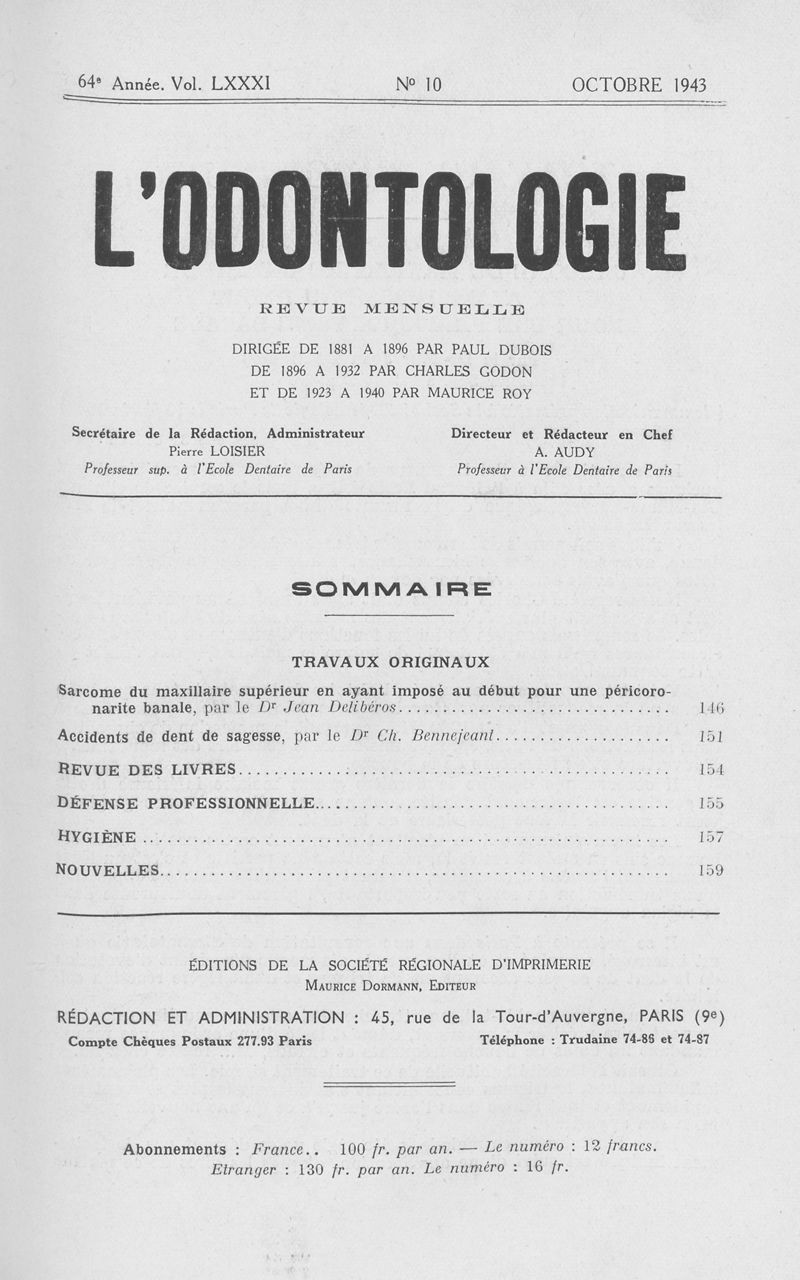 64e Année. Vol. LXXXI No 10 OCTOBRE 1943
L'ODONTOLOGIE
REVUE MENSUELLE
DIRIGÉE DE 1881 A 1896 PAR PAUL DUBOIS
DE 1896 A 1932 PAR CHARLES GODON
ET DE 1923 A 1940 PAR MAURICE ROY
Secrétaire de la Rédaction, Administrateur
Pierre LOISIER
Professeur sup. à l'Ecole Dentaire de Paris
Directeur et Rédacteur en Chef
A. AUDY
Professeur à l'Ecole Dentaire de Paris
SOMMAIRE
TRAVAUX ORIGINAUX
Sarcome du maxillaire supérieur en ayant imposé au début pour une péricoro-
narite banale, par le Dr Jean Delibéros.............................. 146
Accidents de dent de sagesse, par le Dr Ch. Bennejeant.................... 151
REVUE DES LIVRES.................................................. 154
DÉFENSE PROFESSIONNELLE.......................................... 155
HYGIÈNE .............................................................. 157
NOUVELLES............................................................ 159
ÉDITIONS DE LA SOCIÉTÉ RÉGIONALE D'IMPRIMERIE
MAURICE DORMANN, EDITEUR
RÉDACTION ET ADMINISTRATION : 45, rue de la Tour-d'Auvergne, PARIS (9e)
Compte Chèques Postaux 277.93 Paris Téléphone : Trudaine 74-86 et 74-87
Abonnements : France.. 100 fr. par an. — Le numéro : 12 francs.
Etranger : 130 fr. par an. Le numéro : 16 fr.